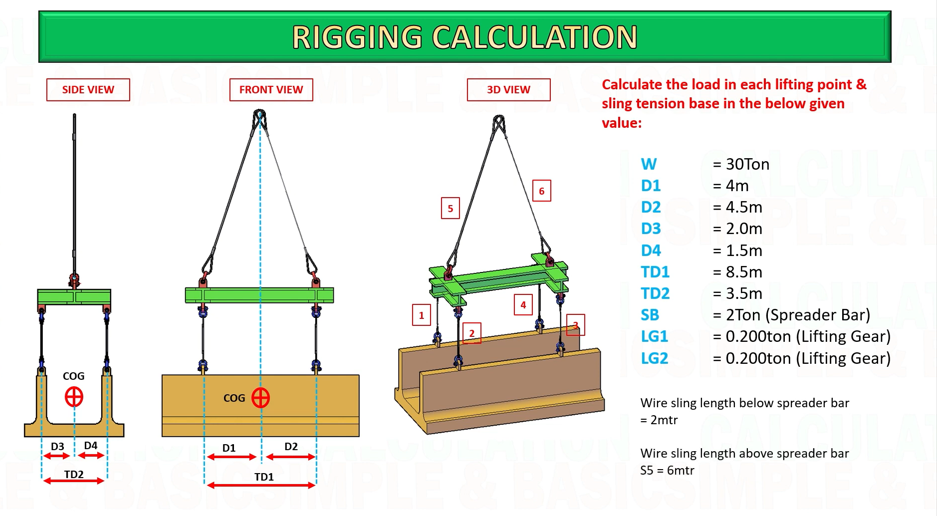 RIGGING CALCULATION
SIDE VIEW
FRONT VIEW
3D VIEW
Calculate the load in each lifting point &
sling tension base in the below given
value:
W = 30Ton
D1 = 4m
D2 = 4.5m
D3 = 2.0m
D4 = 1.5m
TD1 = 8.5m
TD2 = 3.5m
SB = 2Ton (Spreader Bar)
LG1 = 0.200ton (Lifting Gear)
LG2 = 0.200ton (Lifting Gear)
Wire sling length below spreader bar
= 2mtr
Wire sling length above spreader bar
S5 = 6mtr
COG
D3 D4
TD2
COG
D1 D2
TD1
5
6
1
2
4
3